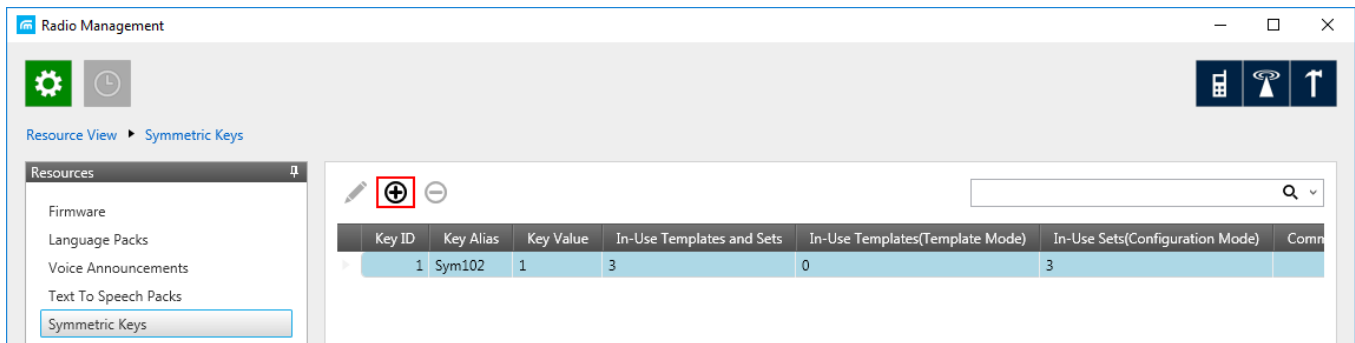 Radio Management
Resource View Symmetric Keys
Resources
Firmware
Language Packs
Voice Announcements
Text To Speech Packs
Symmetric Keys
Key ID Key Alias Key Value In-Use Templates and Sets In-Use Templates(Template Mode) In-Use Sets(Configuration Mode) Comm
1 Sym102 1 3 0 3